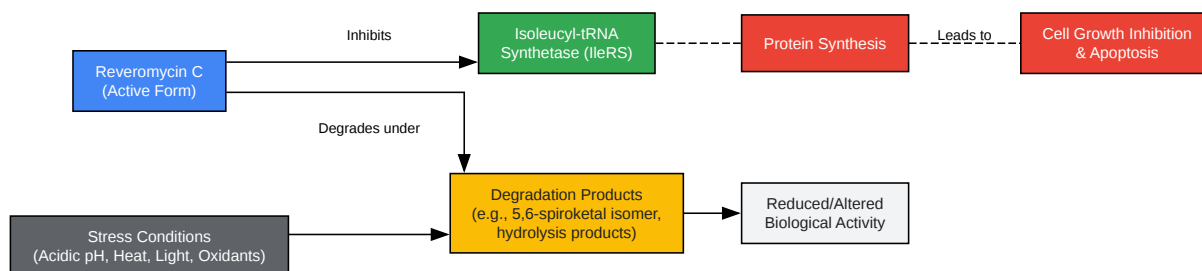 Reveromycin C
(Active Form)
Inhibits
Isoleucyl-tRNA
Synthetase (IleRS)
Protein Synthesis
Leads to
Cell Growth Inhibition
& Apoptosis
Degrades under
Stress Conditions
(Acidic pH, Heat, Light, Oxidants)
Degradation Products
(e.g., 5,6-spiroketal isomer,
hydrolysis products)
Reduced/Altered
Biological Activity